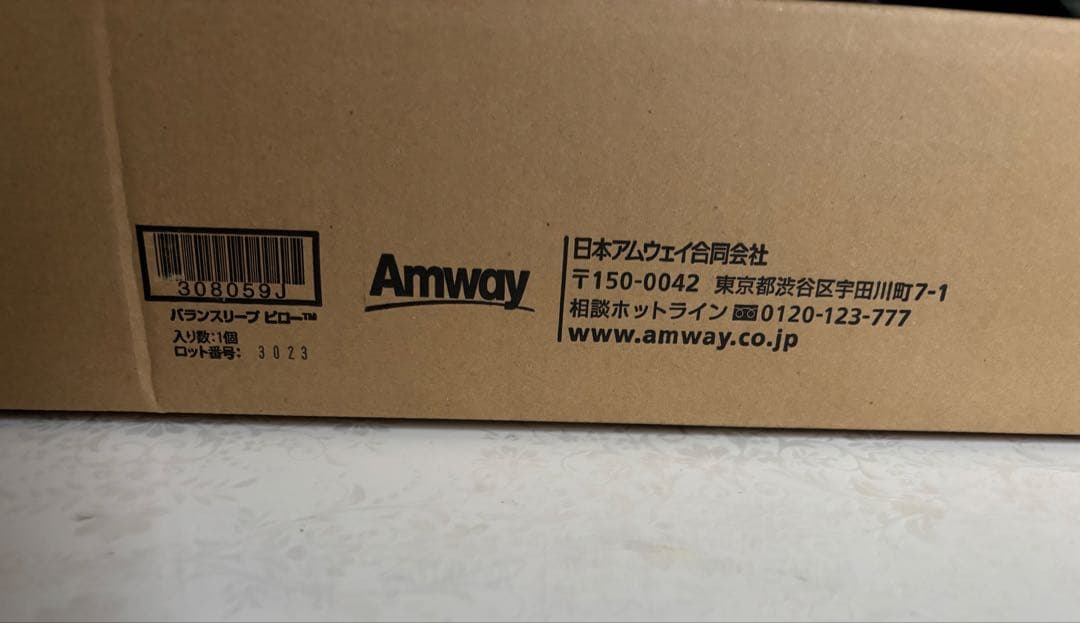 308059J
バランスリープ ピロー™
入り数:1個
ロット番号: 3023
Amway
日本アムウェイ合同会社
〒150-0042 東京都渋谷区宇田川町7-1
相談ホットライン 0120-123-777
www.amway.co.jp